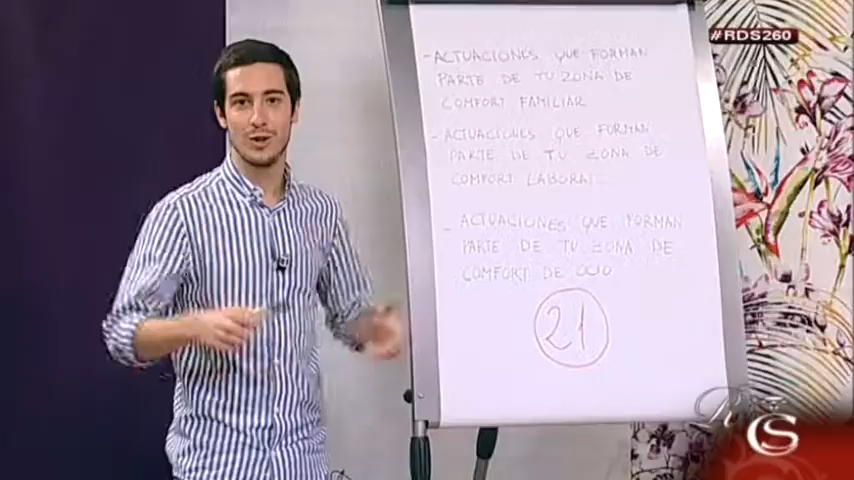 #RDS260
-ACTUACIONES QUE FORMAN
PARTE DE TU ZONA DE
COMFORT FAMILIAR
-ACTUACIONES QUE FORMAN
PARTE DE TU ZONA DE
COMFORT LABORAL
- ACTUACIONES QUE FORMAN
PARTE DE TU ZONA DE
COMFORT DE OCIO
21